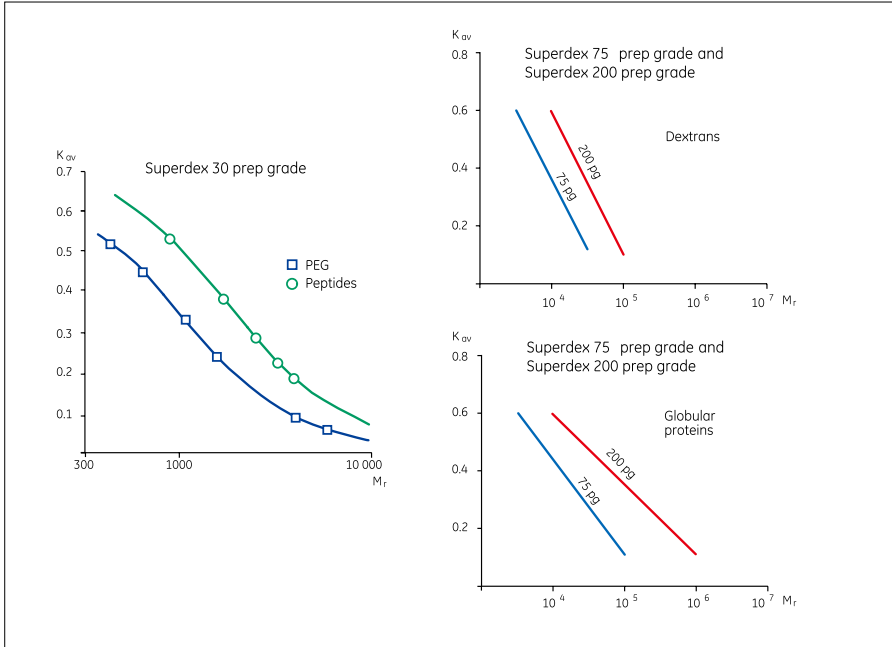 Superdex 30 prep grade
K av
0.7
0.6
0.5
0.4
0.3
0.2
0.1
PEG
Peptides
300
1000
10 000
M r
K av
Superdex 75 prep grade and
Superdex 200 prep grade
0.8
0.6
0.4
0.2
Dextrans
200 pg
75 pg
10 4
10 5
10 6
10 7
M r
K av
Superdex 75 prep grade and
Superdex 200 prep grade
0.8
0.6
0.4
0.2
Globular
proteins
200 pg
75 pg
10 4
10 5
10 6
10 7
M r